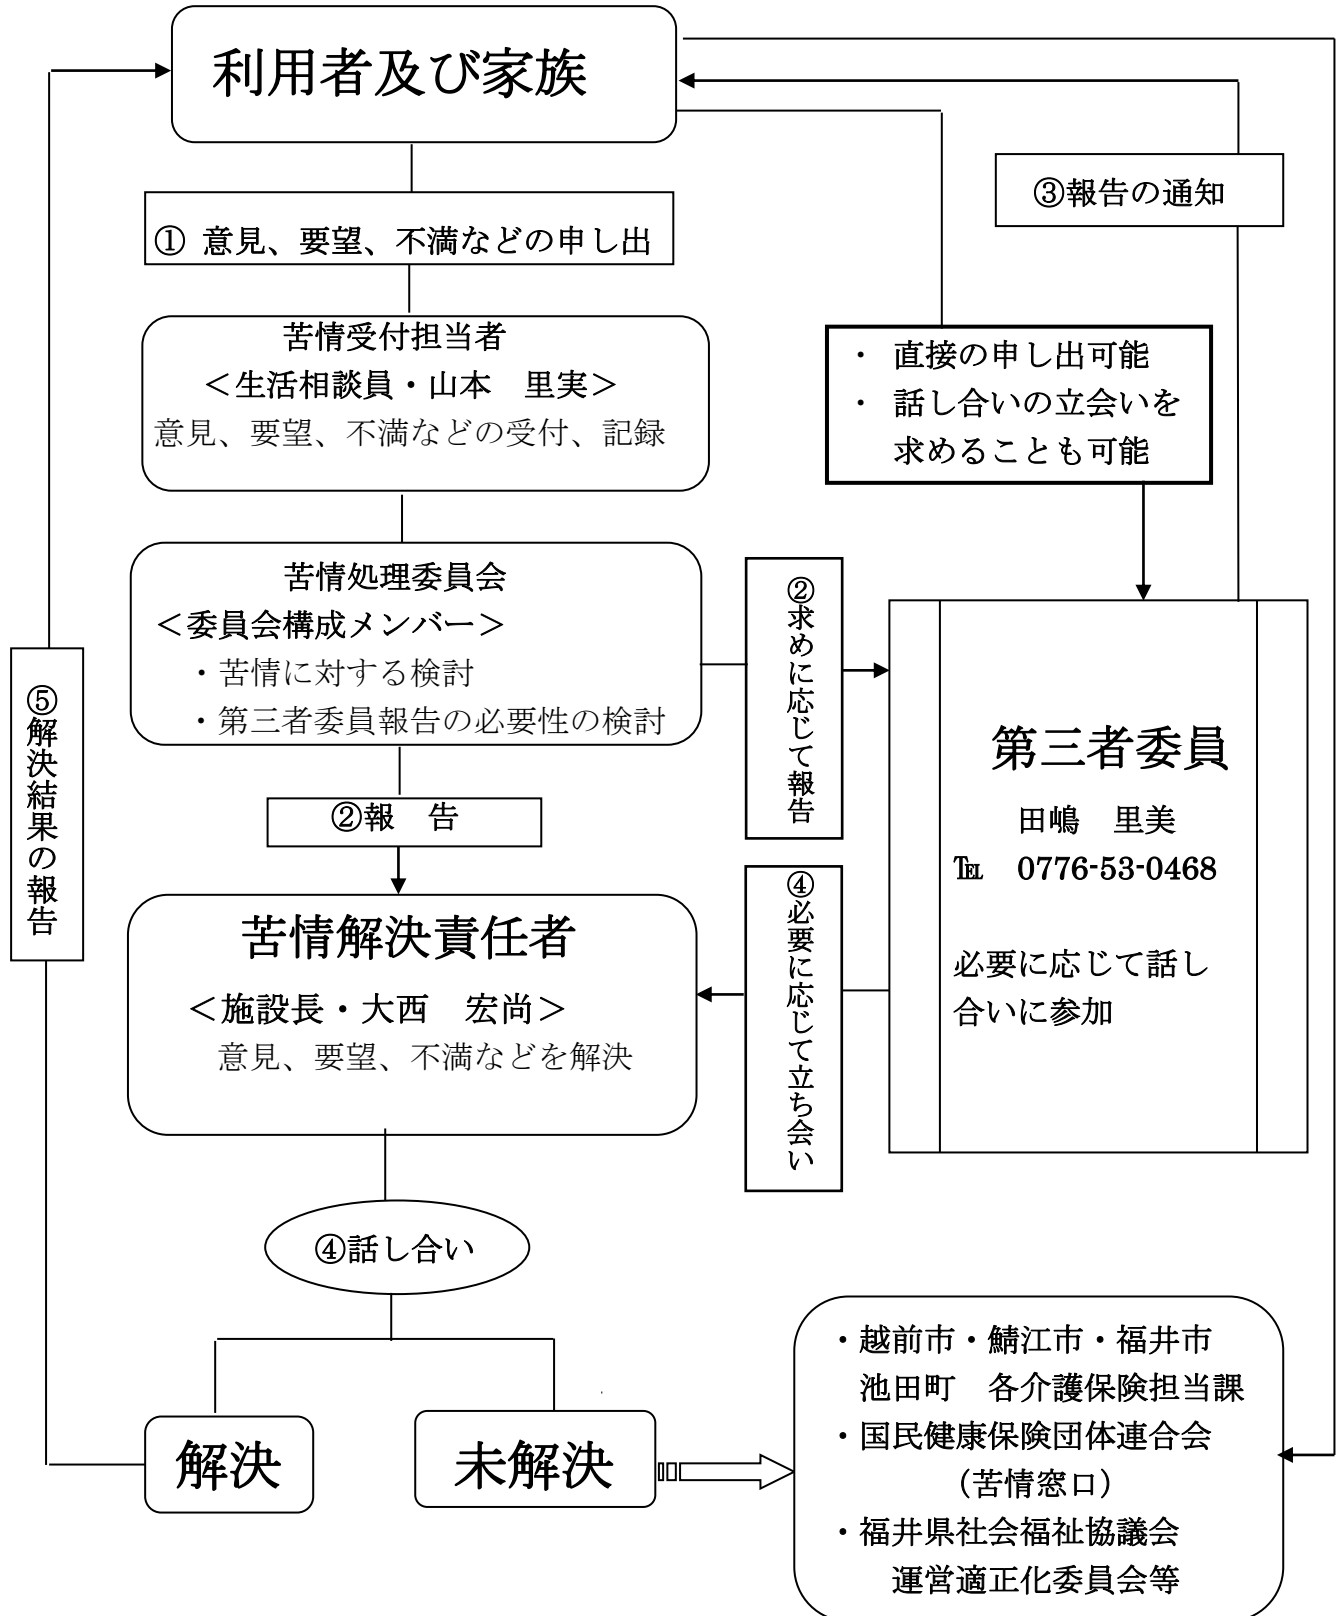 利用者及び家族
③報告の通知
① 意見、要望、不満などの申し出
苦情受付担当者
＜生活相談員・山本　里実＞
意見、要望、不満などの受付、記録
・ 直接の申し出可能
・ 話し合いの立会いを
求めることも可能
苦情処理委員会
＜委員会構成メンバー＞
・苦情に対する検討
・第三者委員報告の必要性の検討
②求めに応じて報告
⑤解決結果の報告
第三者委員
田嶋　里美
℡　0776-53-0468
必要に応じて話し
合いに参加
②報　告
④必要に応じて立ち会い
苦情解決責任者
＜施設長・大西　宏尚＞
意見、要望、不満などを解決
④話し合い
解決
未解決
・越前市・鯖江市・福井市
池田町　各介護保険担当課
・国民健康保険団体連合会
（苦情窓口）
・福井県社会福祉協議会
運営適正化委員会等